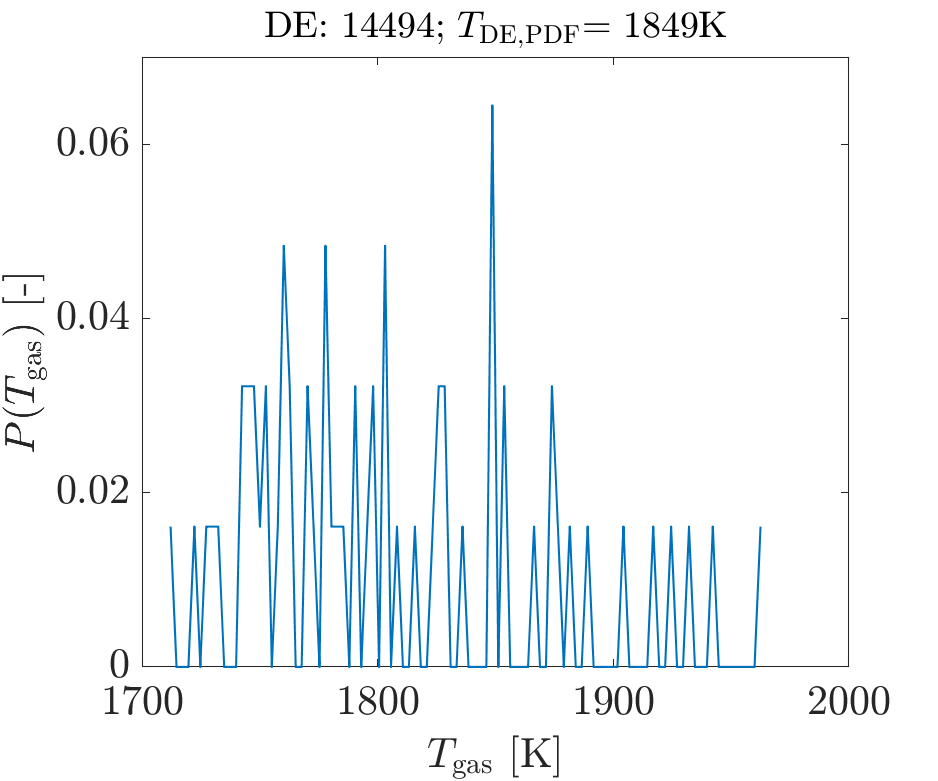 DE: 14494; T_DE,PDF= 1849K
0.06
0.04
0.02
0
1700 1800 1900 2000
P(T_gas) [-]
T_gas [K]